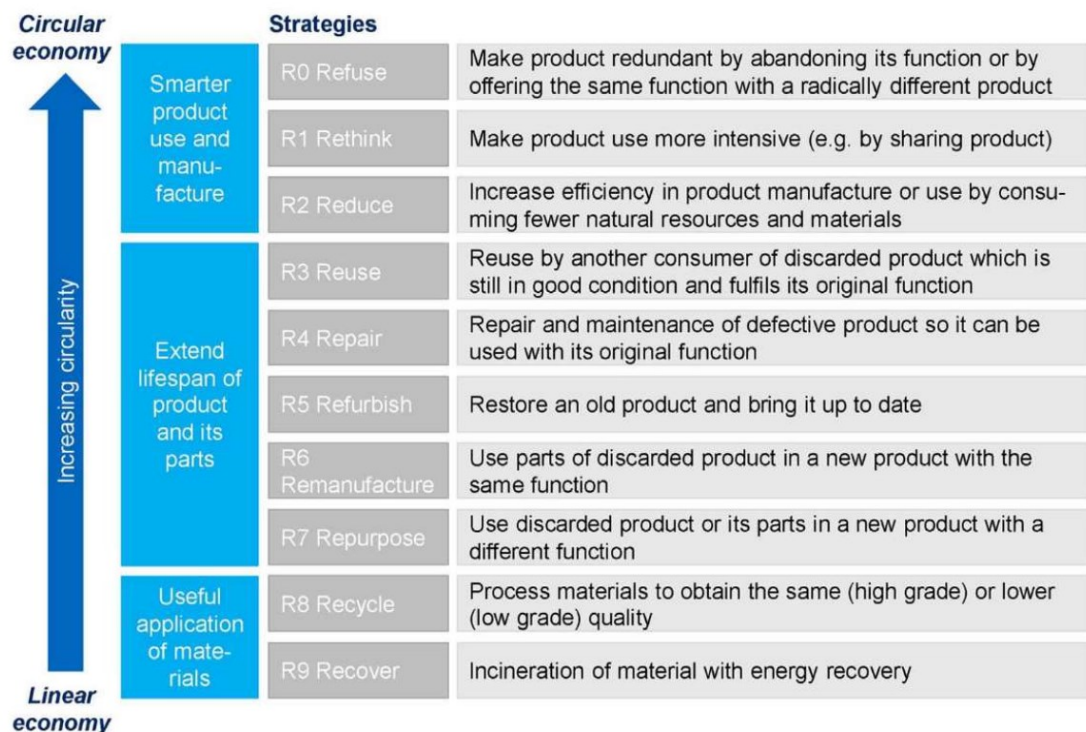 Circular
economy
Strategies
Smarter
product
use and
manu-
facture
R0 Refuse
Make product redundant by abandoning its function or by
offering the same function with a radically different product
R1 Rethink
Make product use more intensive (e.g. by sharing product)
R2 Reduce
Increase efficiency in product manufacture or use by consu-
ming fewer natural resources and materials
Increasing circularity
Extend
lifespan of
product
and its
parts
R3 Reuse
Reuse by another consumer of discarded product which is
still in good condition and fulfils its original function
R4 Repair
Repair and maintenance of defective product so it can be
used with its original function
R5 Refurbish
Restore an old product and bring it up to date
R6
Remanufacture
Use parts of discarded product in a new product with the
same function
R7 Repurpose
Use discarded product or its parts in a new product with a
different function
Useful
application
of mate-
rials
R8 Recycle
Process materials to obtain the same (high grade) or lower
(low grade) quality
R9 Recover
Incineration of material with energy recovery
Linear
economy